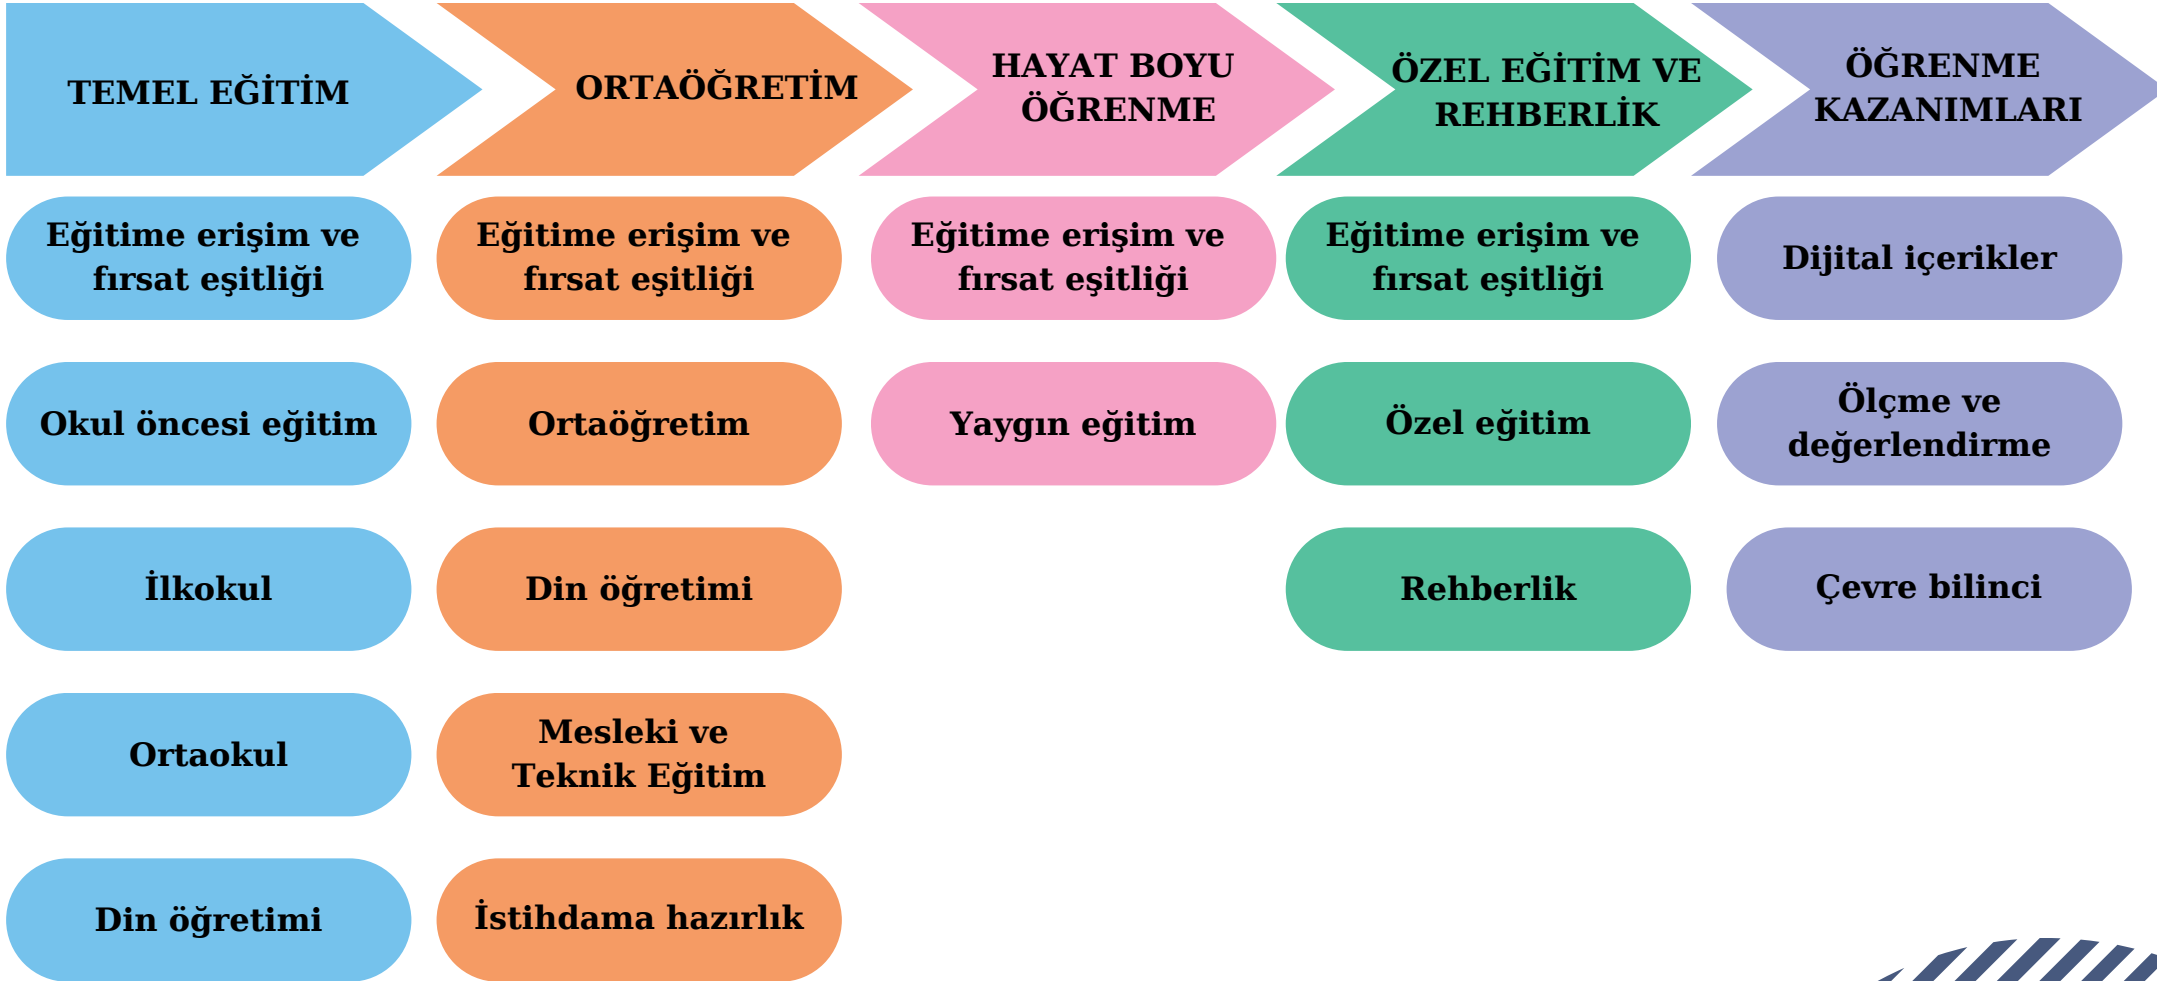 TEMEL EĞİTİM
Eğitime erişim ve
fırsat eşitliği
Okul öncesi eğitim
İlkokul
Ortaokul
Din öğretimi
ORTAÖĞRETİM
Eğitime erişim ve
fırsat eşitliği
Ortaöğretim
Din öğretimi
Mesleki ve
Teknik Eğitim
İstihdama hazırlık
HAYAT BOYU
ÖĞRENME
Eğitime erişim ve
fırsat eşitliği
Yaygın eğitim
ÖZEL EĞİTİM VE
REHBERLİK
Eğitime erişim ve
fırsat eşitliği
Özel eğitim
Rehberlik
ÖĞRENME
KAZANIMLARI
Dijital içerikler
Ölçme ve
değerlendirme
Çevre bilinci